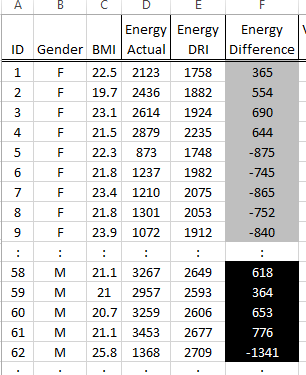 A B C D E F
Energy Energy Energy
ID Gender BMI Actual DRI Difference
1 F 22.5 2123 1758 365
2 F 19.7 2436 1882 554
3 F 23.1 2614 1924 690
4 F 21.5 2879 2235 644
5 F 22.3 873 1748 -875
6 F 21.8 1237 1982 -745
7 F 23.4 1210 2075 -865
8 F 21.8 1301 2053 -752
9 F 23.9 1072 1912 -840
: : : : : :
58 M 21.1 3267 2649 618
59 M 21 2957 2593 364
60 M 20.7 3259 2606 653
61 M 21.1 3453 2677 776
62 M 25.8 1368 2709 -1341
: : : : : :